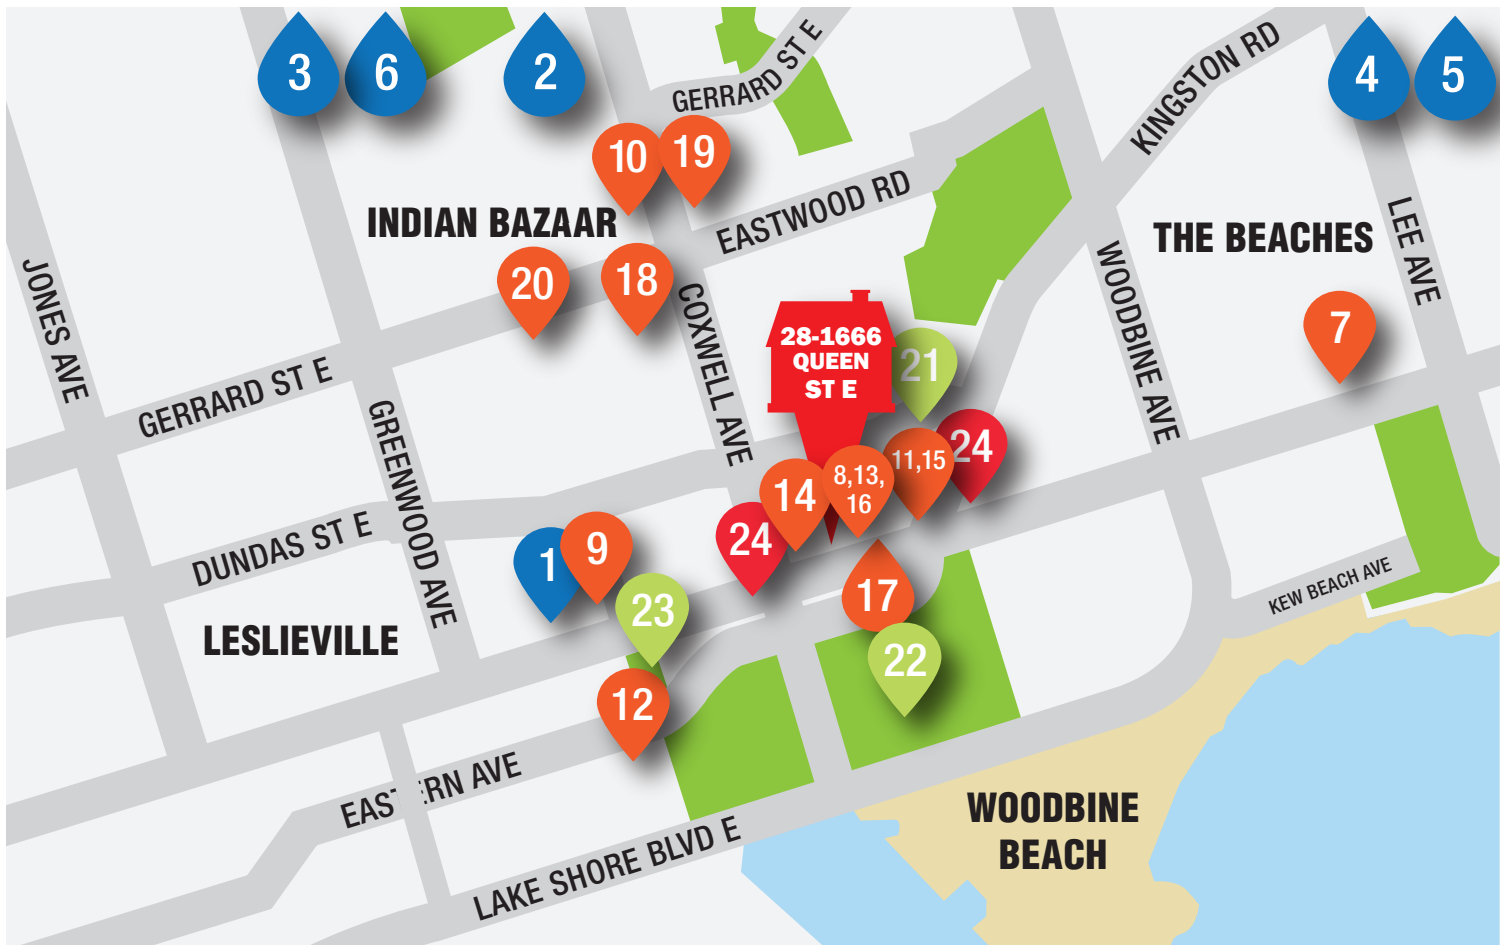 3
6
2
GERRARD ST E
KINGSTON RD
4
5
10
19
INDIAN BAZAAR
EASTWOOD RD
THE BEACHES
LEE AVE
JONES AVE
20
18
COXWELL AVE
WOODBINE AVE
28-1666
QUEEN
ST E
21
7
GERRARD ST E
GREENWOOD AVE
14
8,13,
16
11,15
24
DUNDAS ST E
1
9
24
23
17
KEW BEACH AVE
LESLIEVILLE
22
12
EASTERN AVE
LAKE SHORE BLVD E
WOODBINE
BEACH